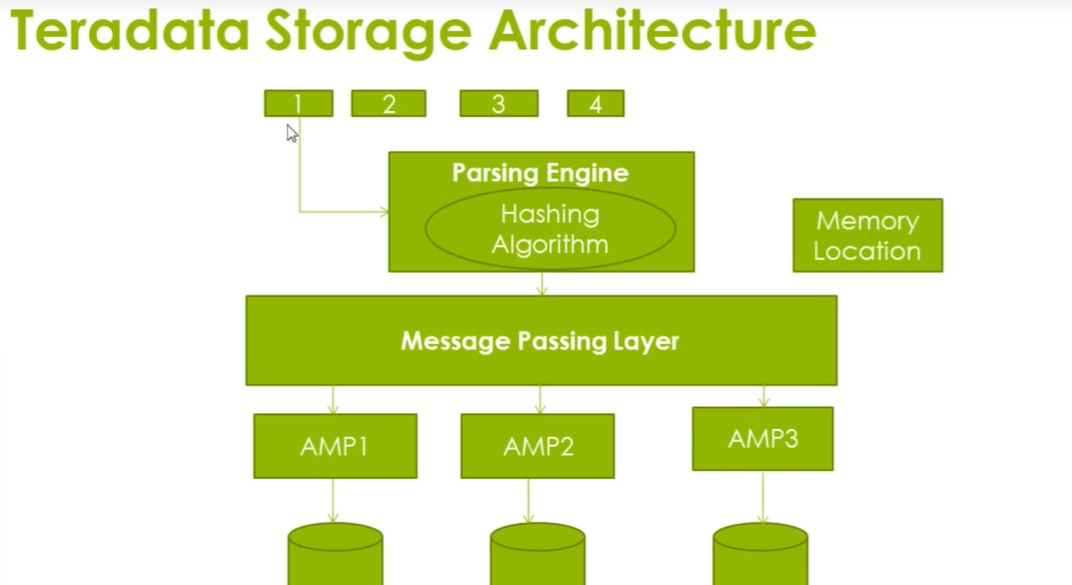 Teradata Storage Architecture
1 2 3 4
Parsing Engine
Hashing
Algorithm
Memory
Location
Message Passing Layer
AMP1 AMP2 AMP3